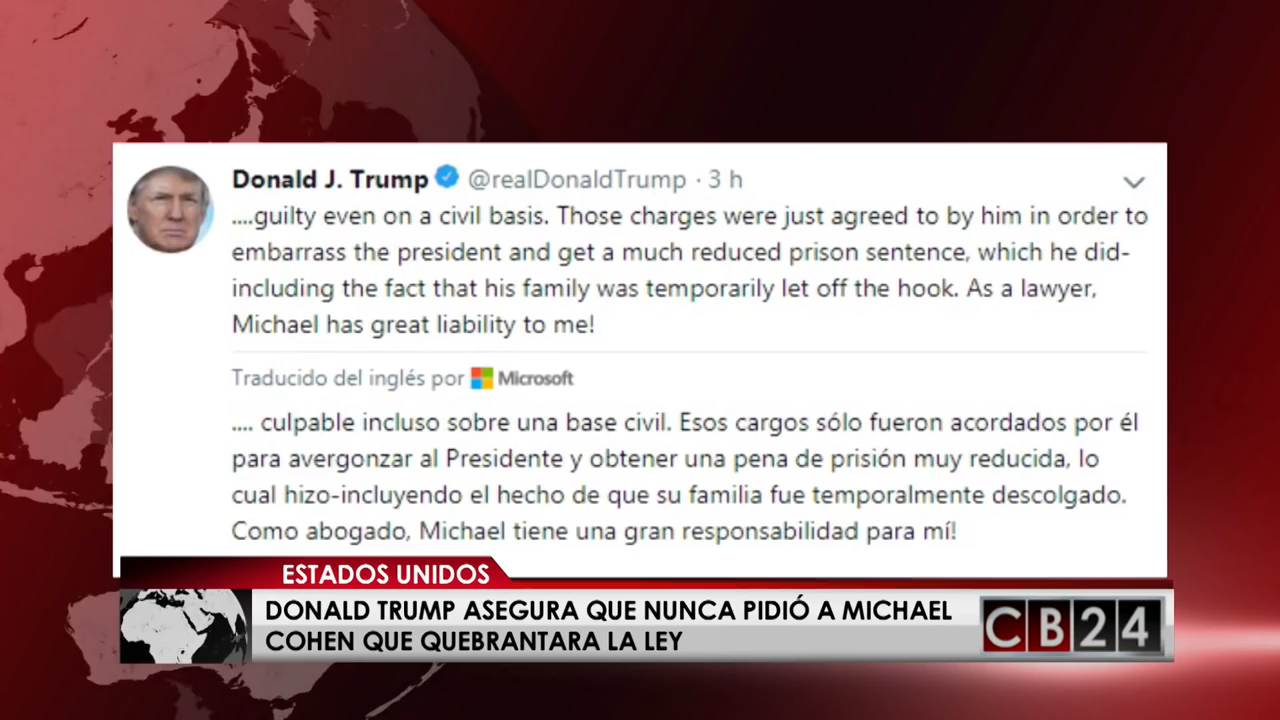 Donald J. Trump @realDonaldTrump · 3 h
....guilty even on a civil basis. Those charges were just agreed to by him in order to
embarrass the president and get a much reduced prison sentence, which he did-
including the fact that his family was temporarily let off the hook. As a lawyer,
Michael has great liability to me!
Traducido del inglés por Microsoft
.... culpable incluso sobre una base civil. Esos cargos sólo fueron acordados por él
para avergonzar al Presidente y obtener una pena de prisión muy reducida, lo
cual hizo-incluyendo el hecho de que su familia fue temporalmente descolgado.
Como abogado, Michael tiene una gran responsabilidad para mí!
ESTADOS UNIDOS
DONALD TRUMP ASEGURA QUE NUNCA PIDIÓ A MICHAEL
COHEN QUE QUEBRANTARA LA LEY
CB24